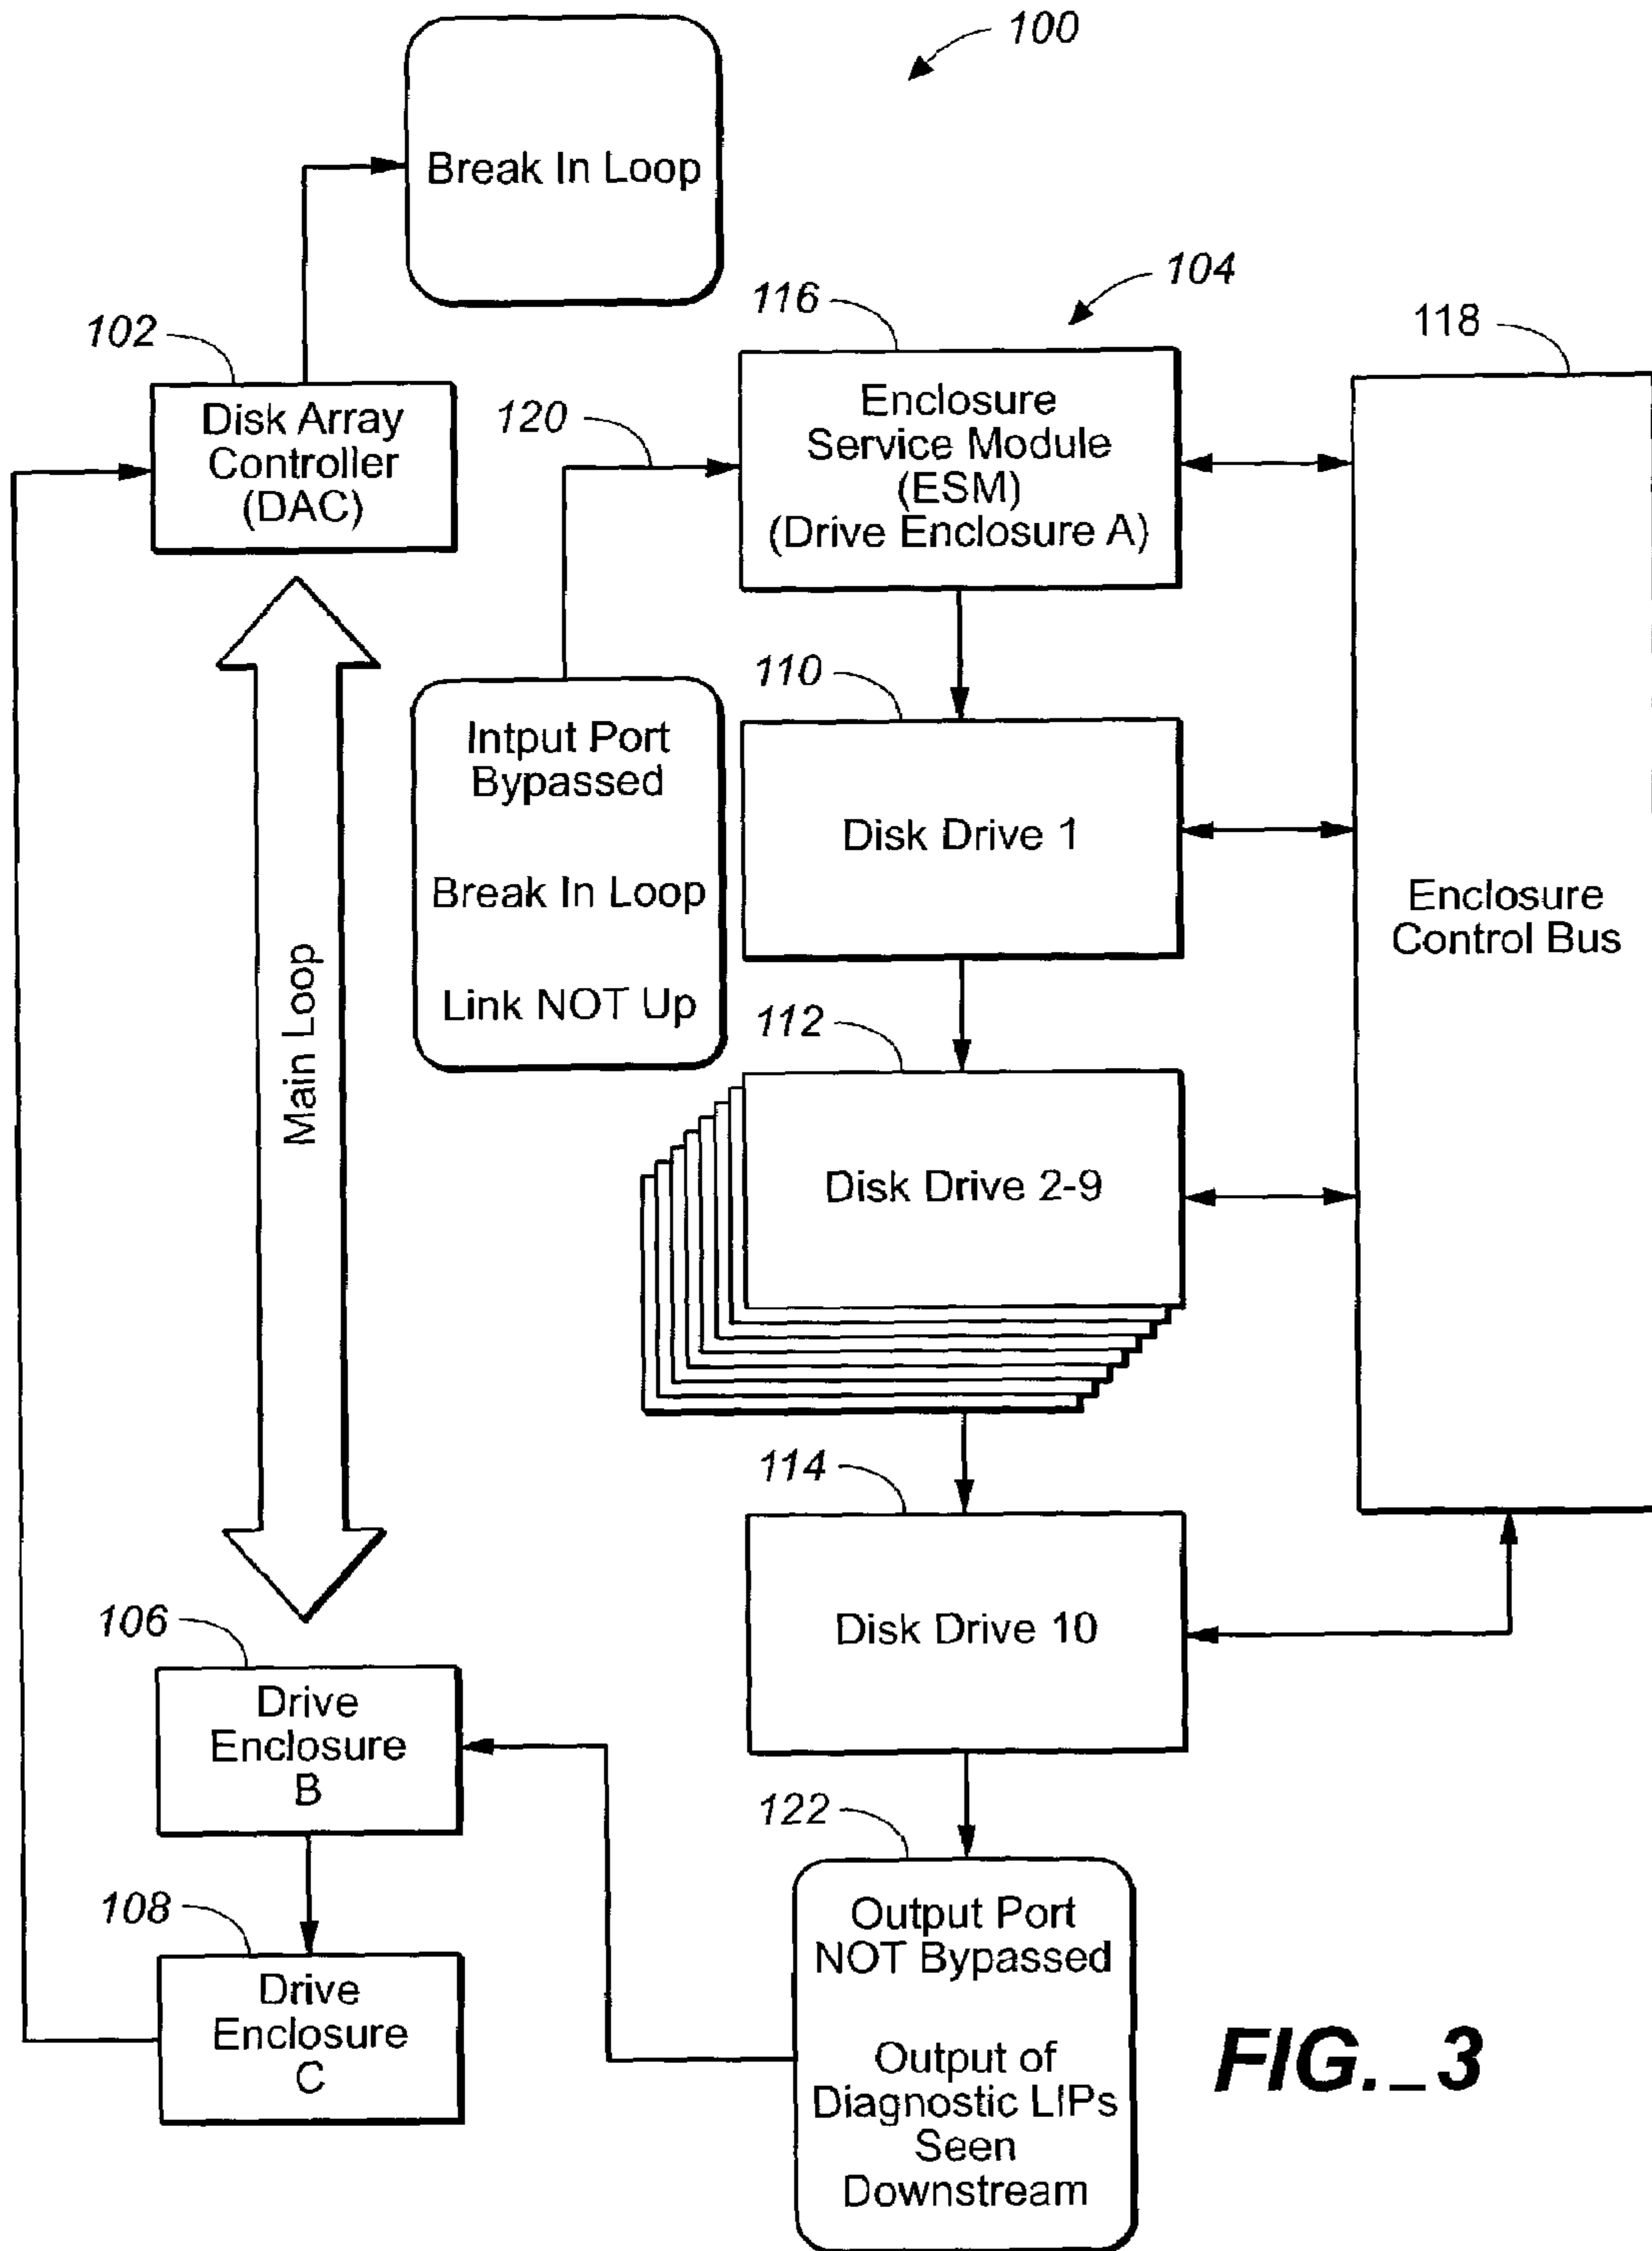 100
Break In Loop
104
116
118
102
Disk Array
Controller
(DAC)
120
Enclosure
Service Module
(ESM)
(Drive Enclosure A)
110
Intput Port
Bypassed
Break In Loop
Link NOT Up
Disk Drive 1
Enclosure
Control Bus
Main Loop
112
Disk Drive 2-9
114
Disk Drive 10
106
Drive
Enclosure
B
122
108
Drive
Enclosure
C
Output Port
NOT Bypassed
Output of
Diagnostic LIPs
Seen
Downstream
FIG._3